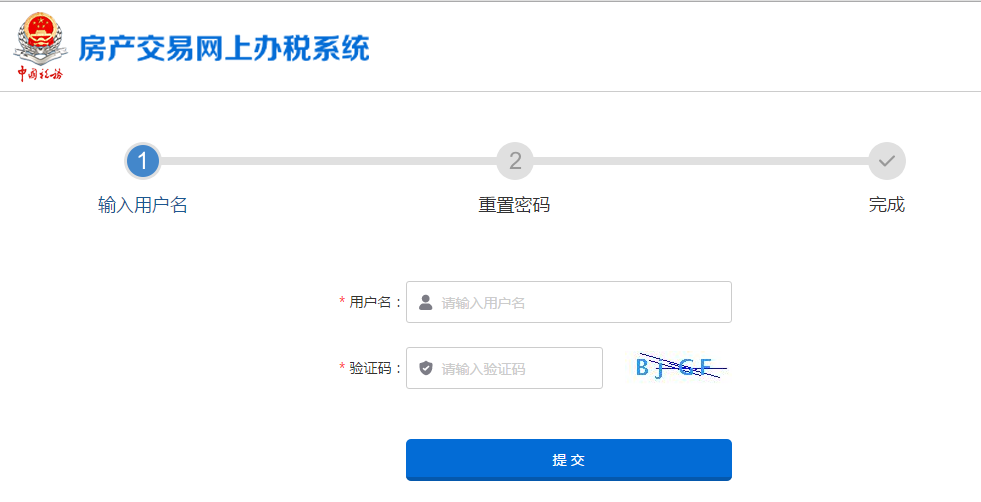 中国税务
房产交易网上办税系统
1
2
输入用户名
重置密码
完成
* 用户名：
请输入用户名
* 验证码：
请输入验证码
BjGF
提交